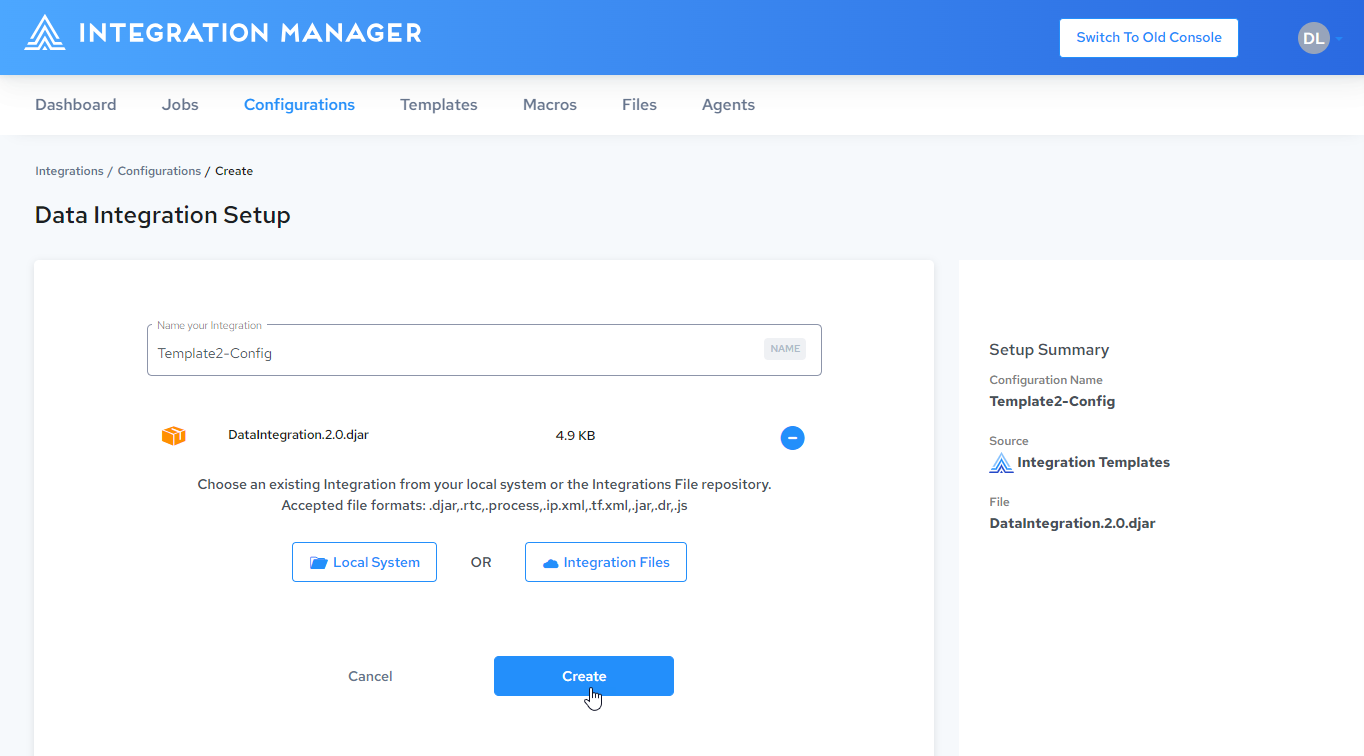 INTEGRATION MANAGER
Switch To Old Console
DL
Dashboard Jobs Configurations Templates Macros Files Agents
Integrations / Configurations / Create
Data Integration Setup
Name your Integration
Template2-Config
NAME
DataIntegration.2.0.djar 4.9 KB
Choose an existing Integration from your local system or the Integrations File repository.
Accepted file formats: .djar,.rtc,.process,.ip.xml,.tf.xml,.jar,.dr,.js
Local System OR Integration Files
Cancel Create
Setup Summary
Configuration Name
Template2-Config
Source
Integration Templates
File
DataIntegration.2.0.djar